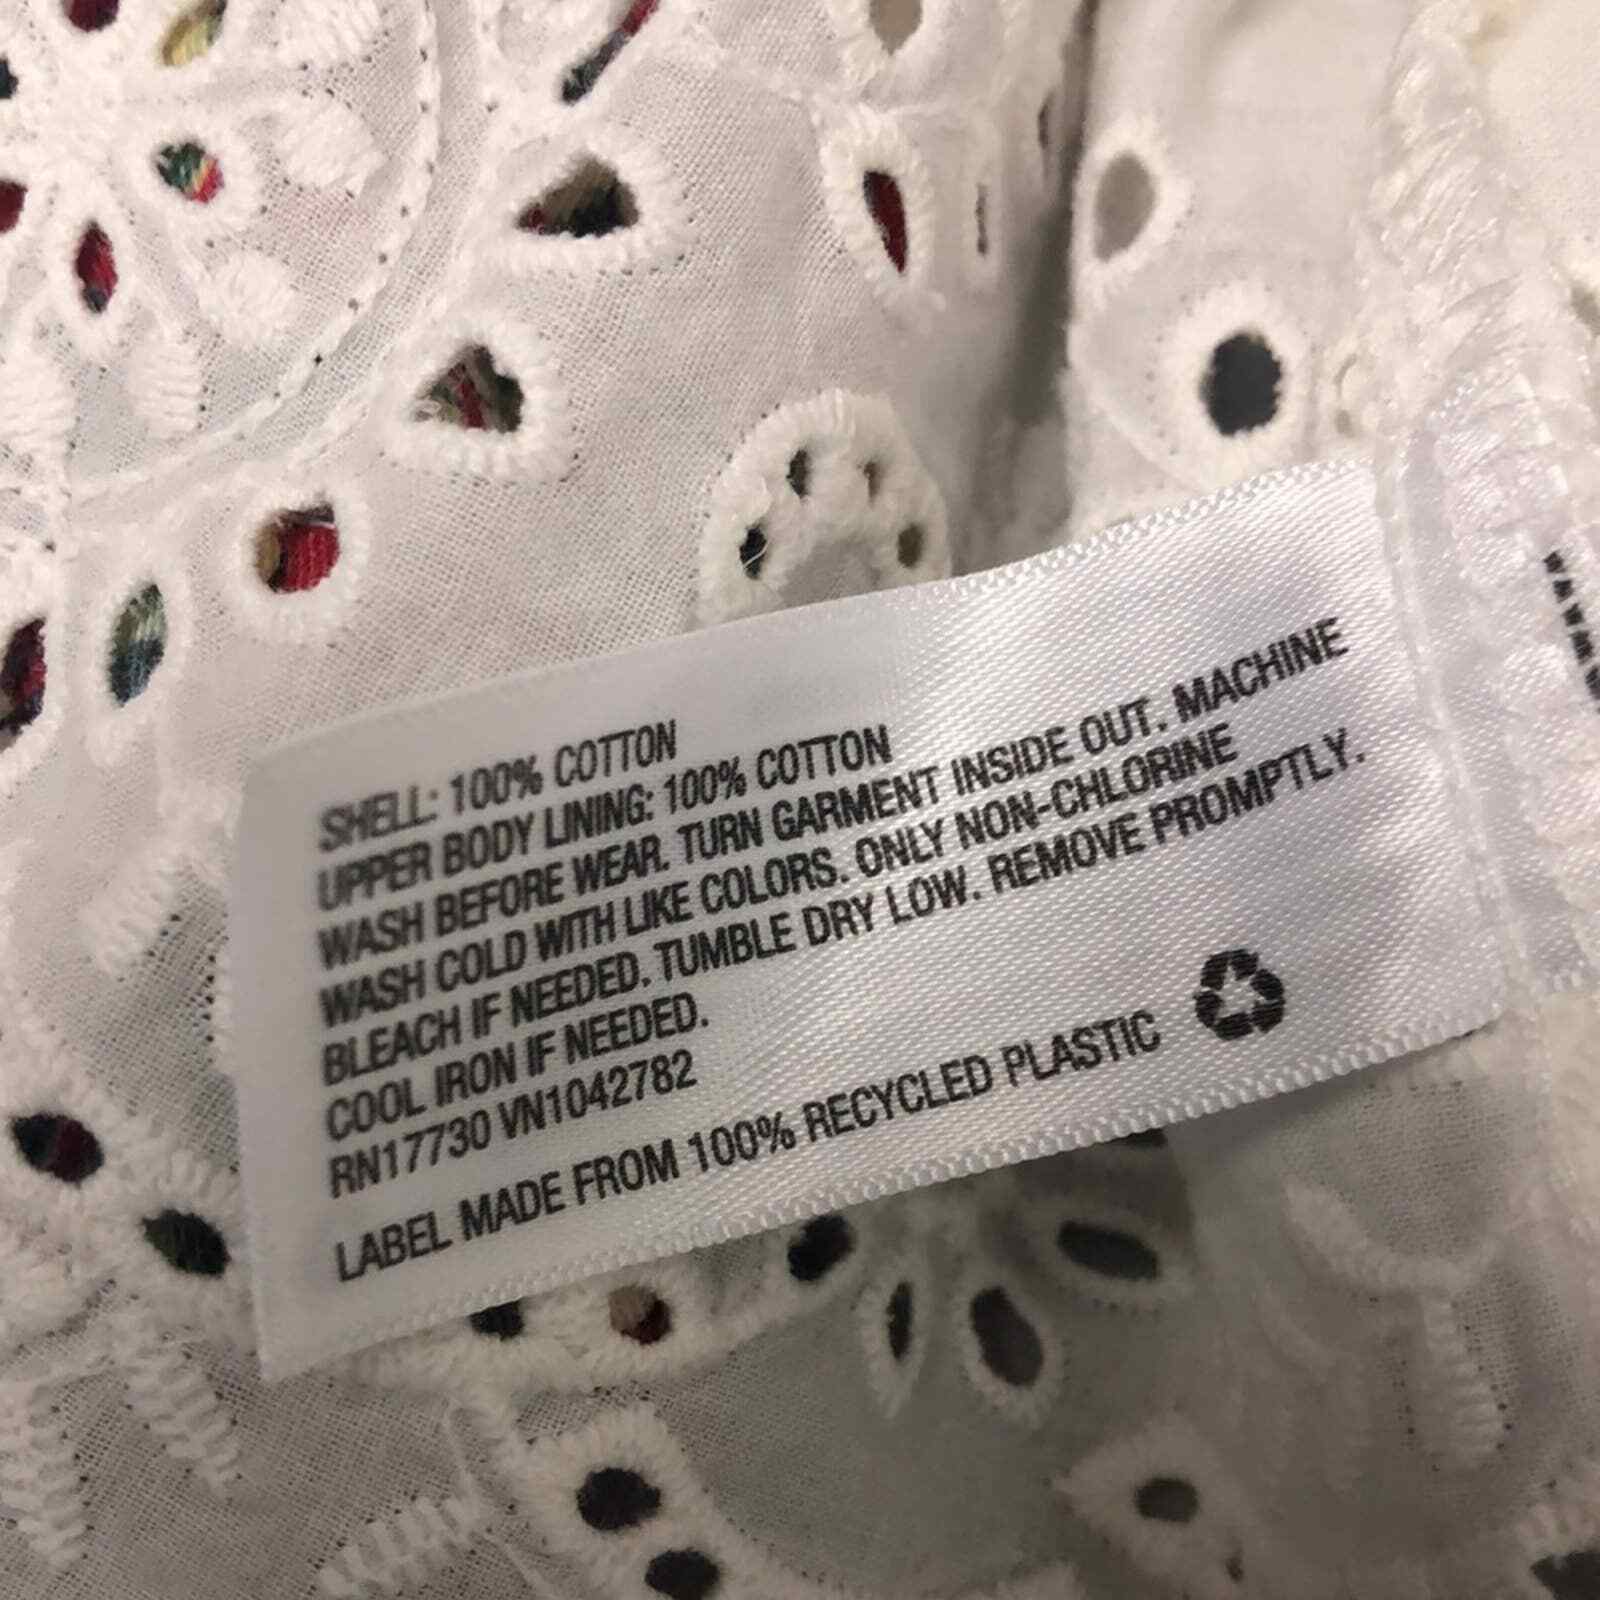 SHELL: 100% COTTON
UPPER BODY LINING: 100% COTTON
WASH BEFORE WEAR. TURN GARMENT INSIDE OUT. MACHINE
WASH COLD WITH LIKE COLORS. ONLY NON-CHLORINE
BLEACH IF NEEDED. TUMBLE DRY LOW. REMOVE PROMPTLY.
COOL IRON IF NEEDED.
RN17730 VN1042782
LABEL MADE FROM 100% RECYCLED PLASTIC